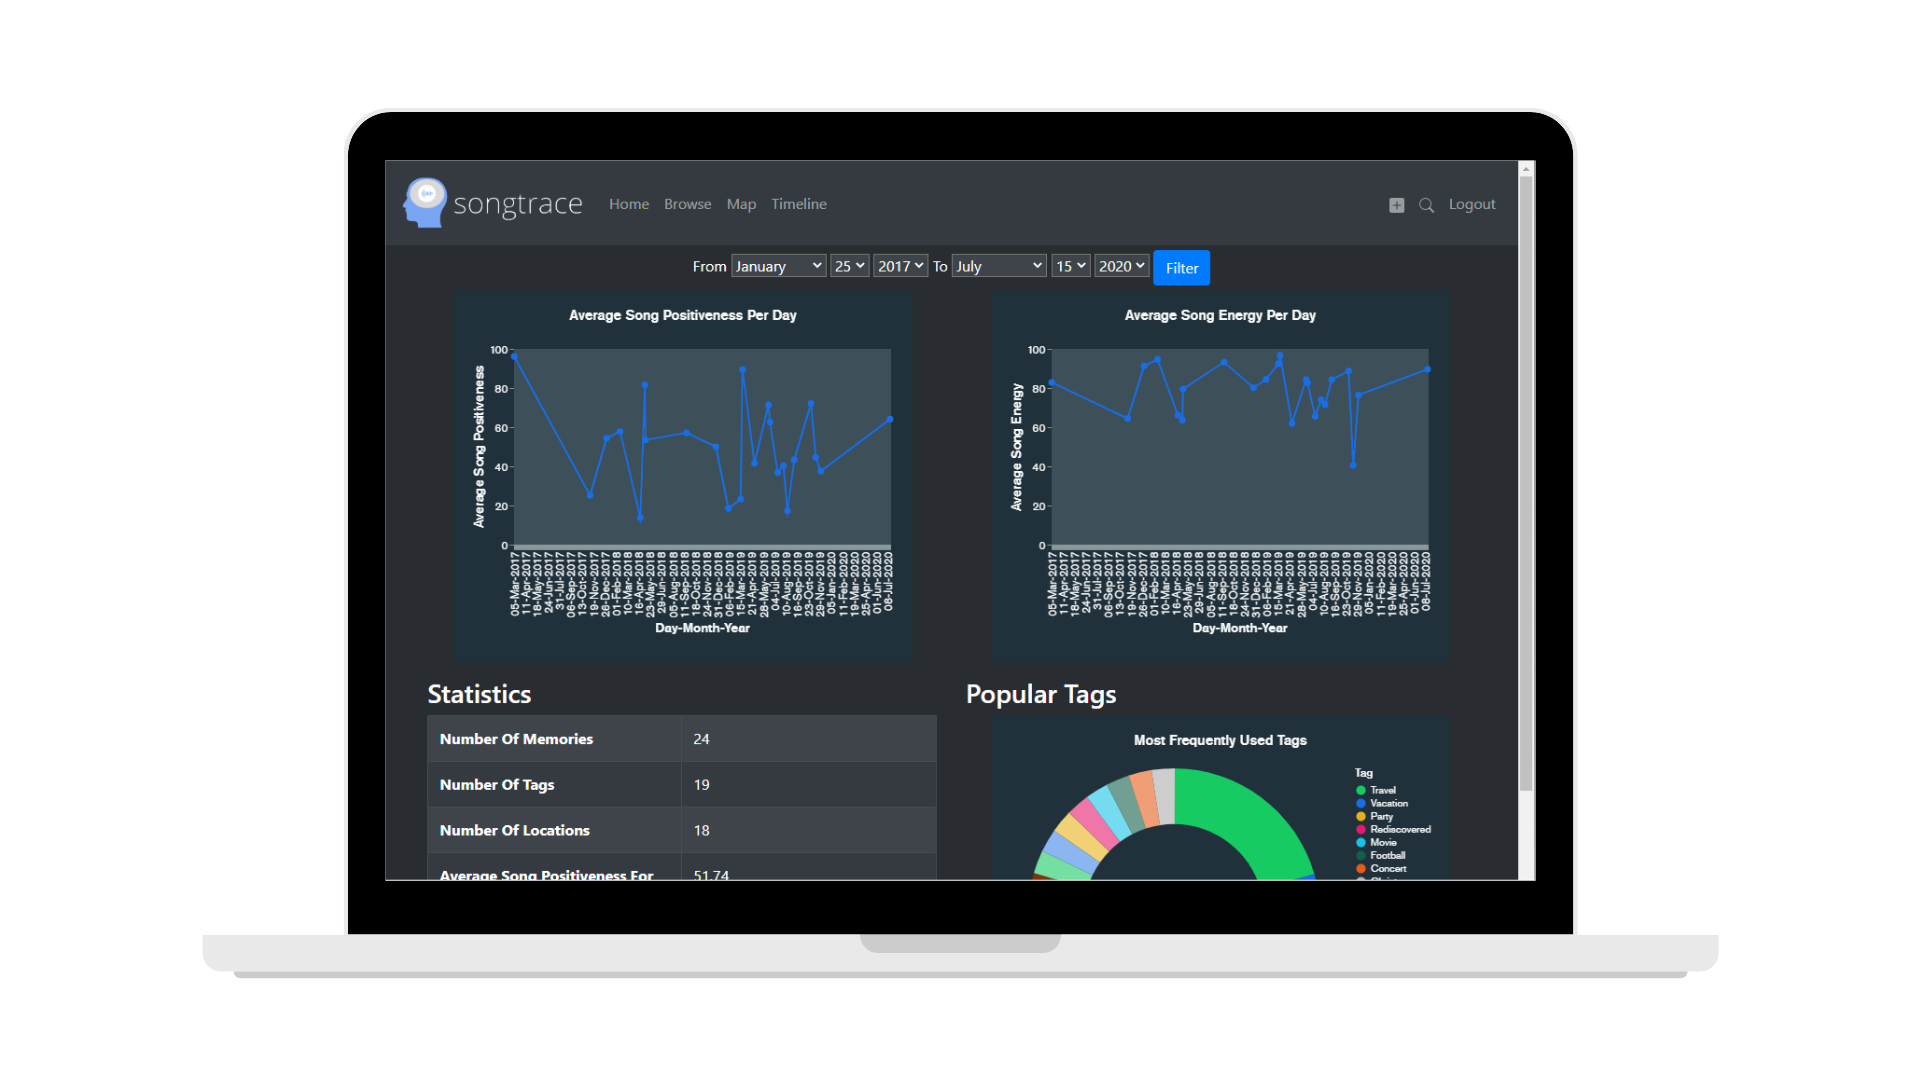 songtrace Home Browse Map Timeline Logout
From January 25 2017 To July 15 2020 Filter
Average Song Positiveness Per Day
100
80
60
40
20
0
Average Song Positiveness
05-Mar-2017
11-Apr-2017
18-May-2017
24-Jun-2017
31-Jul-2017
06-Sep-2017
13-Oct-2017
19-Nov-2017
26-Dec-2017
01-Feb-2018
10-Mar-2018
16-Apr-2018
23-May-2018
29-Jun-2018
05-Aug-2018
11-Sep-2018
18-Oct-2018
24-Nov-2018
31-Dec-2018
06-Feb-2019
15-Mar-2019
21-Apr-2019
28-May-2019
04-Jul-2019
10-Aug-2019
16-Sep-2019
23-Oct-2019
29-Nov-2019
05-Jan-2020
11-Feb-2020
19-Mar-2020
25-Apr-2020
01-Jun-2020
08-Jul-2020
Day-Month-Year
Average Song Energy Per Day
100
80
60
40
20
0
Average Song Energy
05-Mar-2017
11-Apr-2017
18-May-2017
24-Jun-2017
31-Jul-2017
06-Sep-2017
13-Oct-2017
19-Nov-2017
26-Dec-2017
01-Feb-2018
10-Mar-2018
16-Apr-2018
23-May-2018
29-Jun-2018
05-Aug-2018
11-Sep-2018
18-Oct-2018
24-Nov-2018
31-Dec-2018
06-Feb-2019
15-Mar-2019
21-Apr-2019
28-May-2019
04-Jul-2019
10-Aug-2019
16-Sep-2019
23-Oct-2019
29-Nov-2019
05-Jan-2020
11-Feb-2020
19-Mar-2020
25-Apr-2020
01-Jun-2020
08-Jul-2020
Day-Month-Year
Statistics
Number Of Memories 24
Number Of Tags 19
Number Of Locations 18
Average Song Positiveness For 51.74
Popular Tags
Most Frequently Used Tags
Tag
Travel
Vacation
Party
Rediscovered
Movie
Football
Concert